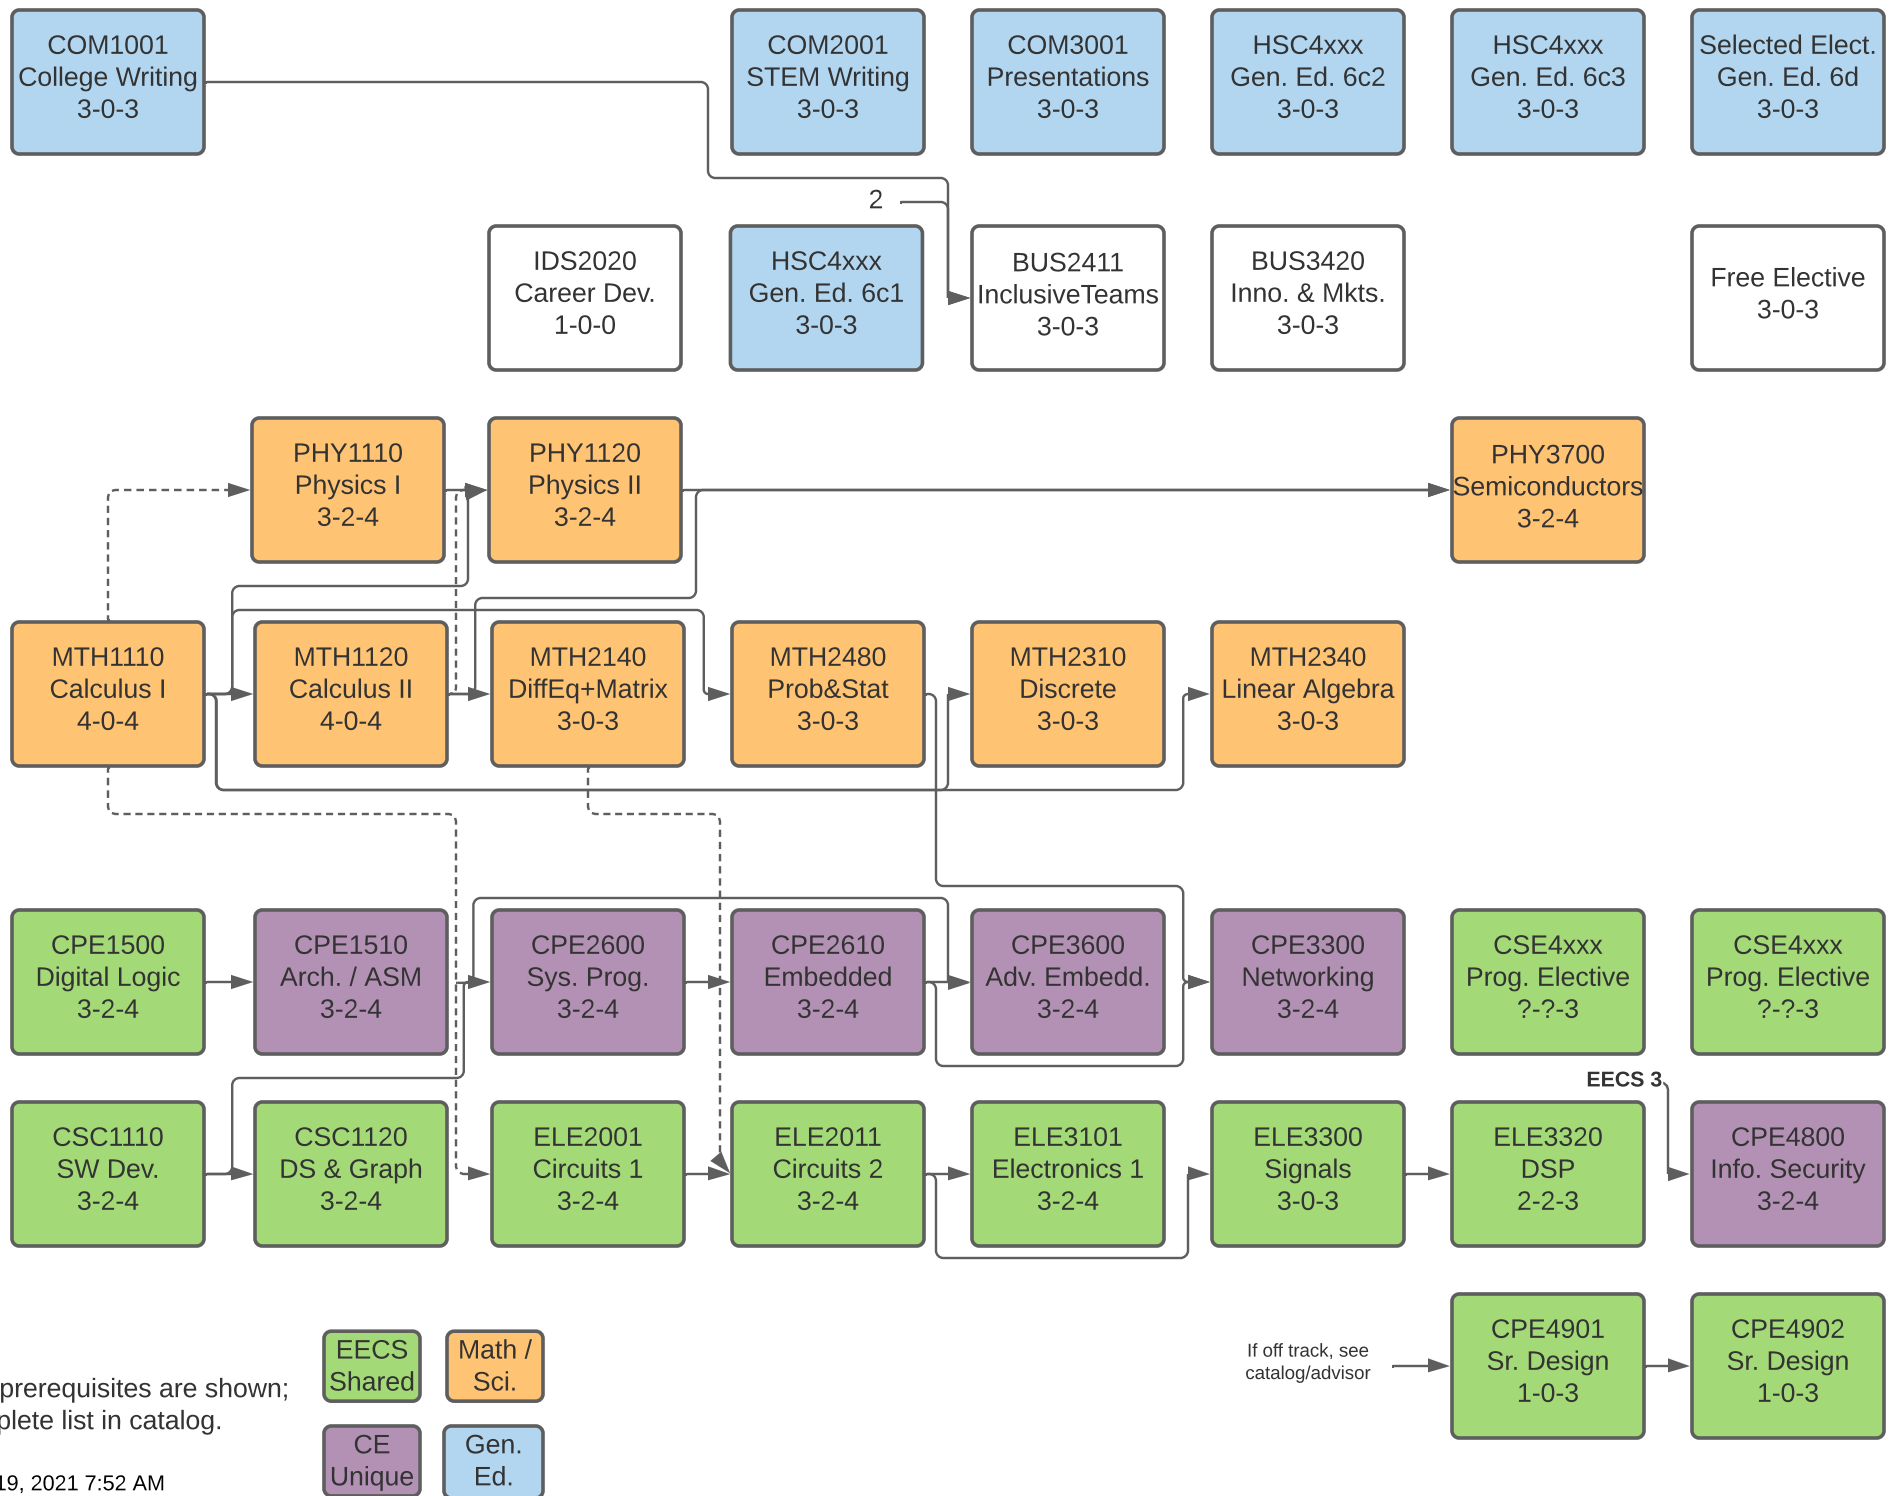 COM1001
College Writing
3-0-3
COM2001
STEM Writing
3-0-3
COM3001
Presentations
3-0-3
HSC4xxx
Gen. Ed. 6c2
3-0-3
HSC4xxx
Gen. Ed. 6c3
3-0-3
Selected Elect.
Gen. Ed. 6d
3-0-3
2
IDS2020
Career Dev.
1-0-0
HSC4xxx
Gen. Ed. 6c1
3-0-3
BUS2411
InclusiveTeams
3-0-3
BUS3420
Inno. & Mkts.
3-0-3
Free Elective
3-0-3
PHY1110
Physics I
3-2-4
PHY1120
Physics II
3-2-4
PHY3700
Semiconductors
3-2-4
MTH1110
Calculus I
4-0-4
MTH1120
Calculus II
4-0-4
MTH2140
DiffEq+Matrix
3-0-3
MTH2480
Prob&Stat
3-0-3
MTH2310
Discrete
3-0-3
MTH2340
Linear Algebra
3-0-3
CPE1500
Digital Logic
3-2-4
CPE1510
Arch. / ASM
3-2-4
CPE2600
Sys. Prog.
3-2-4
CPE2610
Embedded
3-2-4
CPE3600
Adv. Embedd.
3-2-4
CPE3300
Networking
3-2-4
CSE4xxx
Prog. Elective
?-?-3
CSE4xxx
Prog. Elective
?-?-3
EECS 3
CSC1110
SW Dev.
3-2-4
CSC1120
DS & Graph
3-2-4
ELE2001
Circuits 1
3-2-4
ELE2011
Circuits 2
3-2-4
ELE3101
Electronics 1
3-2-4
ELE3300
Signals
3-0-3
ELE3320
DSP
2-2-3
CPE4800
Info. Security
3-2-4
If off track, see
catalog/advisor
CPE4901
Sr. Design
1-0-3
CPE4902
Sr. Design
1-0-3
EECS
Shared
Math /
Sci.
CE
Unique
Gen.
Ed.
prerequisites are shown;
plete list in catalog.
19, 2021 7:52 AM